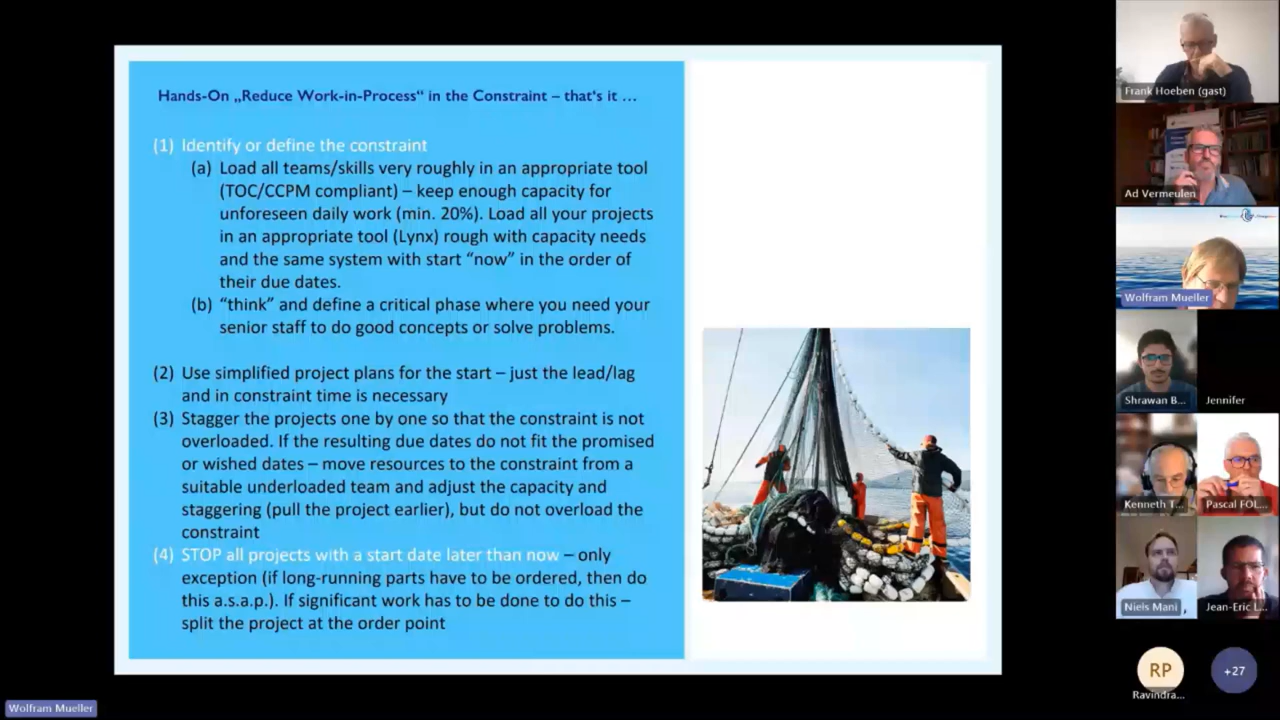 Hands-On „Reduce Work-in-Process“ in the Constraint – that's it …
(1) Identify or define the constraint
(a) Load all teams/skills very roughly in an appropriate tool
(TOC/CCPM compliant) – keep enough capacity for
unforeseen daily work (min. 20%). Load all your projects
in an appropriate tool (Lynx) rough with capacity needs
and the same system with start “now” in the order of
their due dates.
(b) “think” and define a critical phase where you need your
senior staff to do good concepts or solve problems.
(2) Use simplified project plans for the start – just the lead/lag
and in constraint time is necessary
(3) Stagger the projects one by one so that the constraint is not
overloaded. If the resulting due dates do not fit the promised
or wished dates – move resources to the constraint from a
suitable underloaded team and adjust the capacity and
staggering (pull the project earlier), but do not overload the
constraint
(4) STOP all projects with a start date later than now – only
exception (if long-running parts have to be ordered, then do
this a.s.a.p.). If significant work has to be done to do this –
split the project at the order point
Frank Hoeben (gast)
Ad Vermeulen
Wolfram Mueller
Shrawan B...
Jennifer
Kenneth T...
Pascal FOL...
Niels Mani
Jean-Eric L...
RP
+27
Ravindra...
Wolfram Mueller